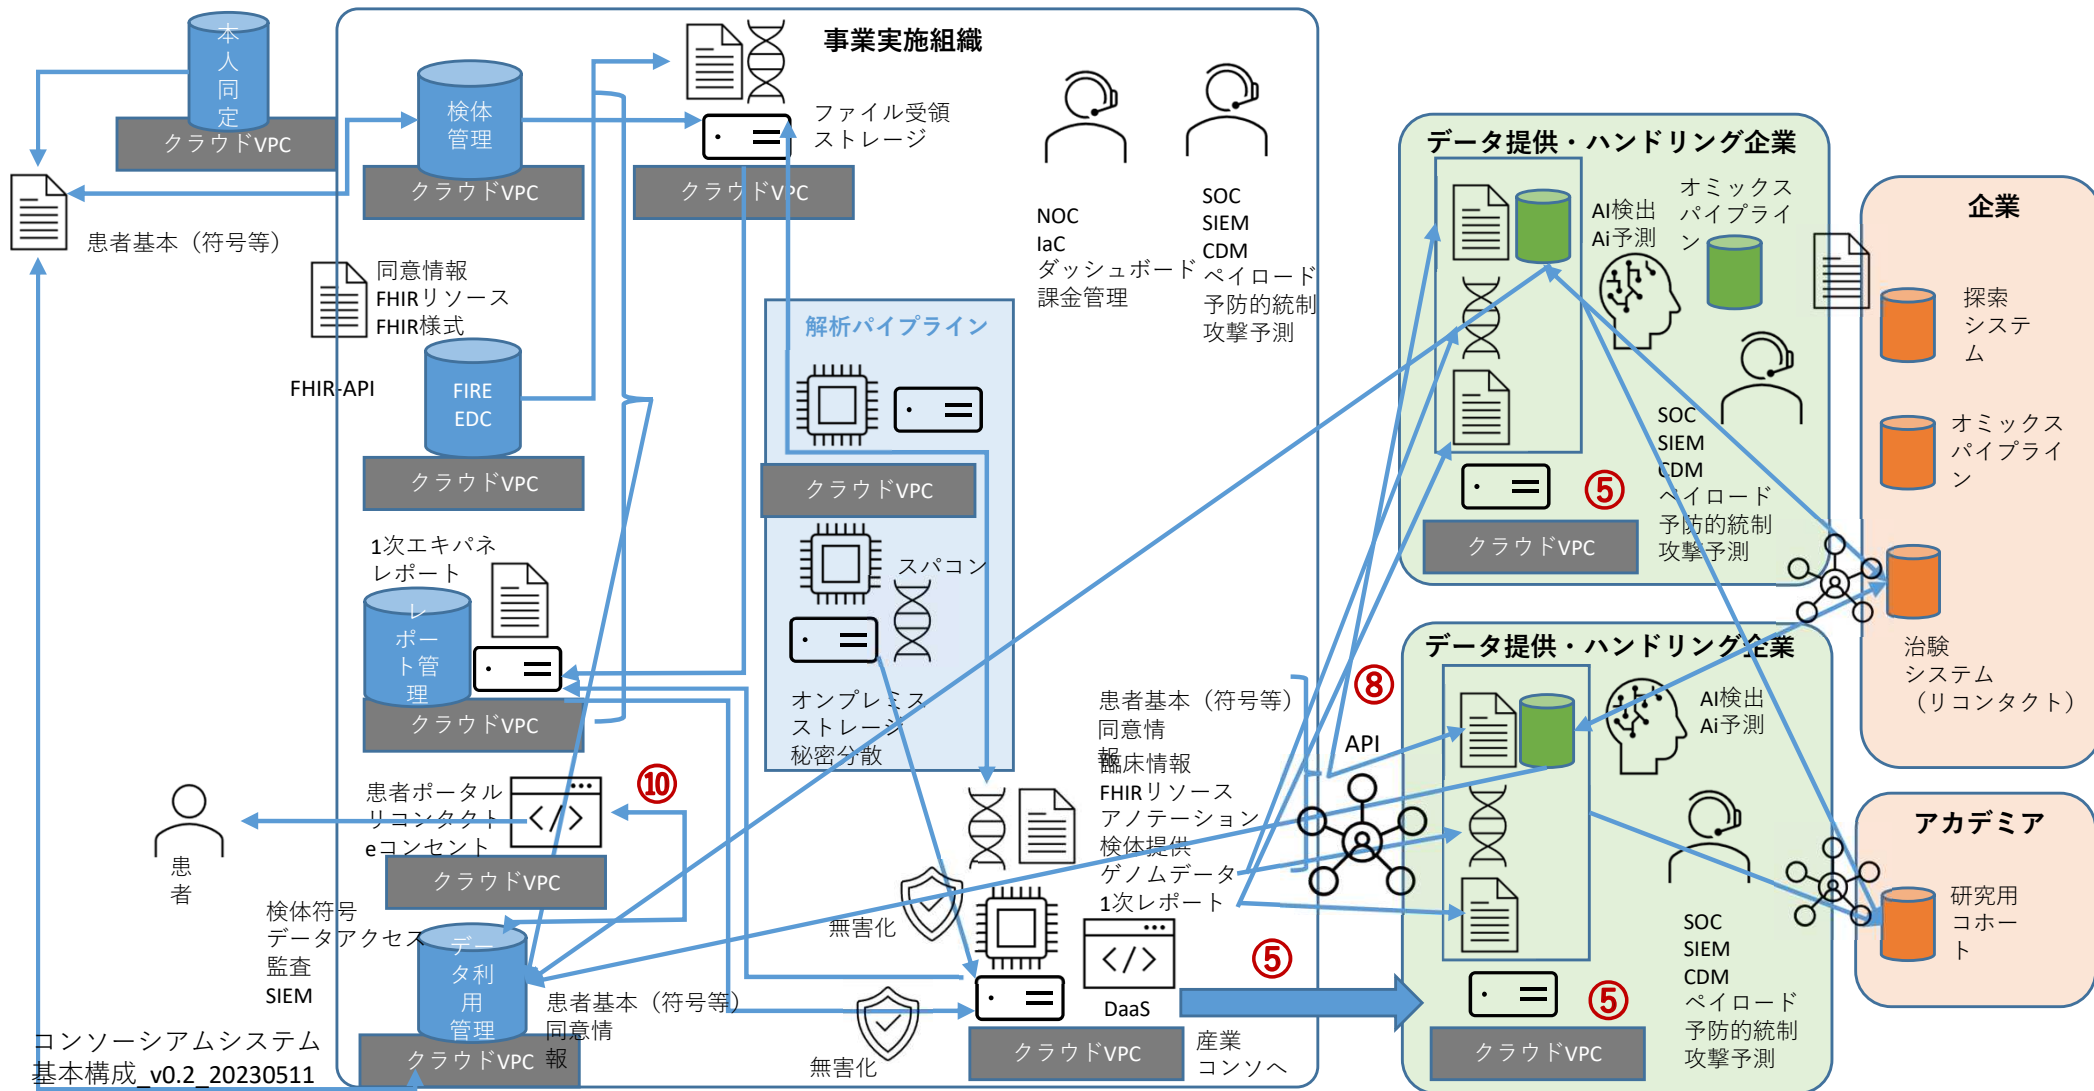 本
人
同
定
クラウドVPC
患者基本（符号等）
事業実施組織
検体
管理
クラウドVPC
ファイル受領
ストレージ
クラウドVPC
同意情報
FHIRリソース
FHIR様式
FHIR-API
FIRE
EDC
クラウドVPC
NOC
IaC
ダッシュボード
課金管理
SOC
SIEM
CDM
ペイロード
予防的統制
攻撃予測
解析パイプライン
クラウドVPC
スパコン
オンプレミス
ストレージ
秘密分散
1次エキパネ
レポート
レ
ポー
ト管
理
クラウドVPC
患者ポータル
リコンタクト
eコンセント
</>
⑩
クラウドVPC
患
者
検体符号
データアクセス
監査
SIEM
デー
タ利
用
管理
クラウドVPC
患者基本（符号等）
同意情
報
無害化
無害化
患者基本（符号等）
同意情
報
臨床情報
FHIRリソース
アノテーション
検体提供
ゲノムデータ
1次レポート
</>
DaaS
クラウドVPC
⑤
産業
コンソへ
⑧
API
データ提供・ハンドリング企業
AI検出
Ai予測
オミックス
パイプライ
ン
SOC
SIEM
CDM
ペイロード
予防的統制
攻撃予測
⑤
クラウドVPC
データ提供・ハンドリング企業
AI検出
Ai予測
SOC
SIEM
CDM
ペイロード
予防的統制
攻撃予測
⑤
クラウドVPC
企業
探索
システ
ム
オミックス
パイプライ
ン
治験
システム
（リコンタクト）
アカデミア
研究用
コホー
ト
コンソーシアムシステム
基本構成_v0.2_20230511